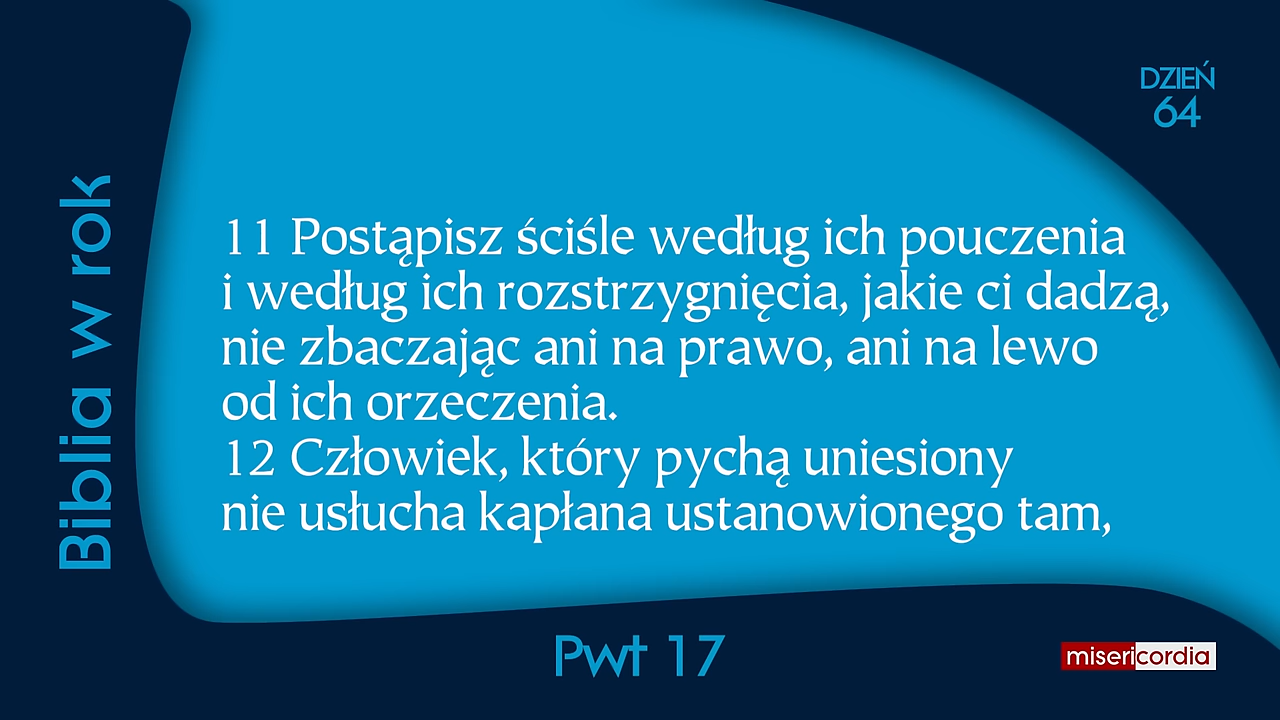 DZIEŃ
64
Biblia w rok
11 Postąpisz ściśle według ich pouczenia
i według ich rozstrzygnięcia, jakie ci dadzą,
nie zbaczając ani na prawo, ani na lewo
od ich orzeczenia.
12 Człowiek, który pychą uniesiony
nie usłucha kapłana ustanowionego tam,
Pwt 17
misericordia